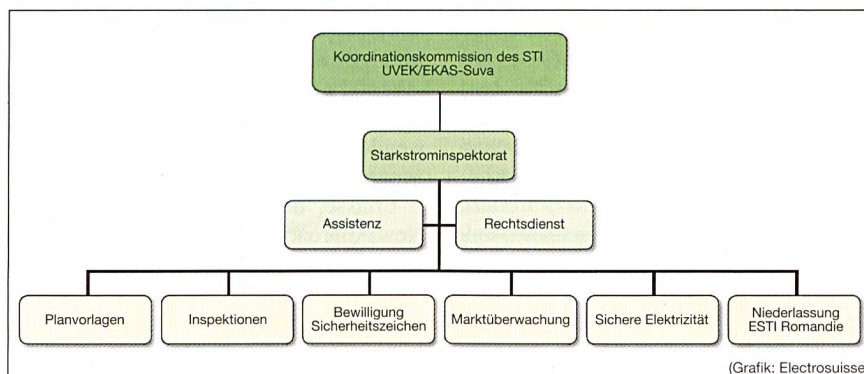 Koordinationskommission des STI
UVEK/EKAS-Suva
Starkstrominspektorat
Assistenz
Rechtsdienst
Planvorlagen
Inspektionen
Bewilligung
Sicherheitszeichen
Marktüberwachung
Sichere Elektrizität
Niederlassung
ESTI Romandie
(Grafik: Electrosuisse